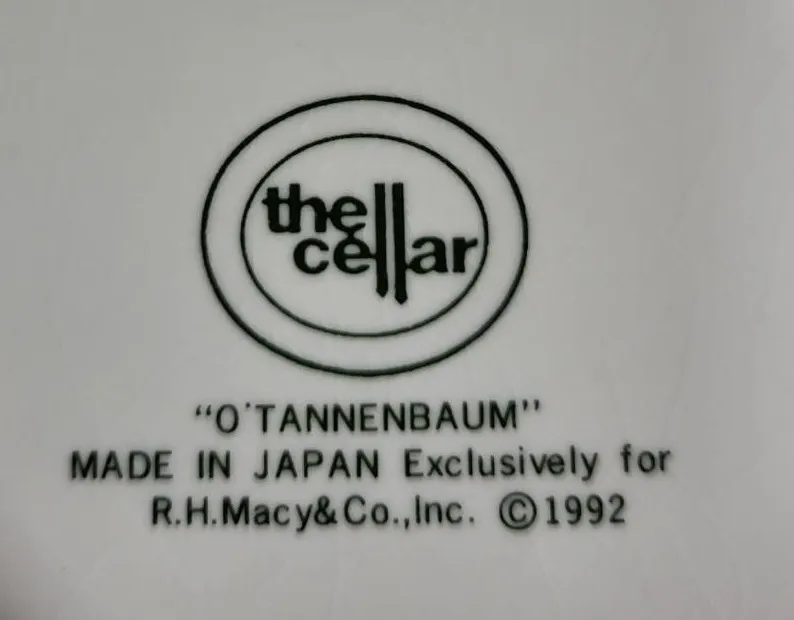 the
cellar
"O'TANNENBAUM"
MADE IN JAPAN Exclusively for
R.H.Macy&Co.,Inc. ©1992